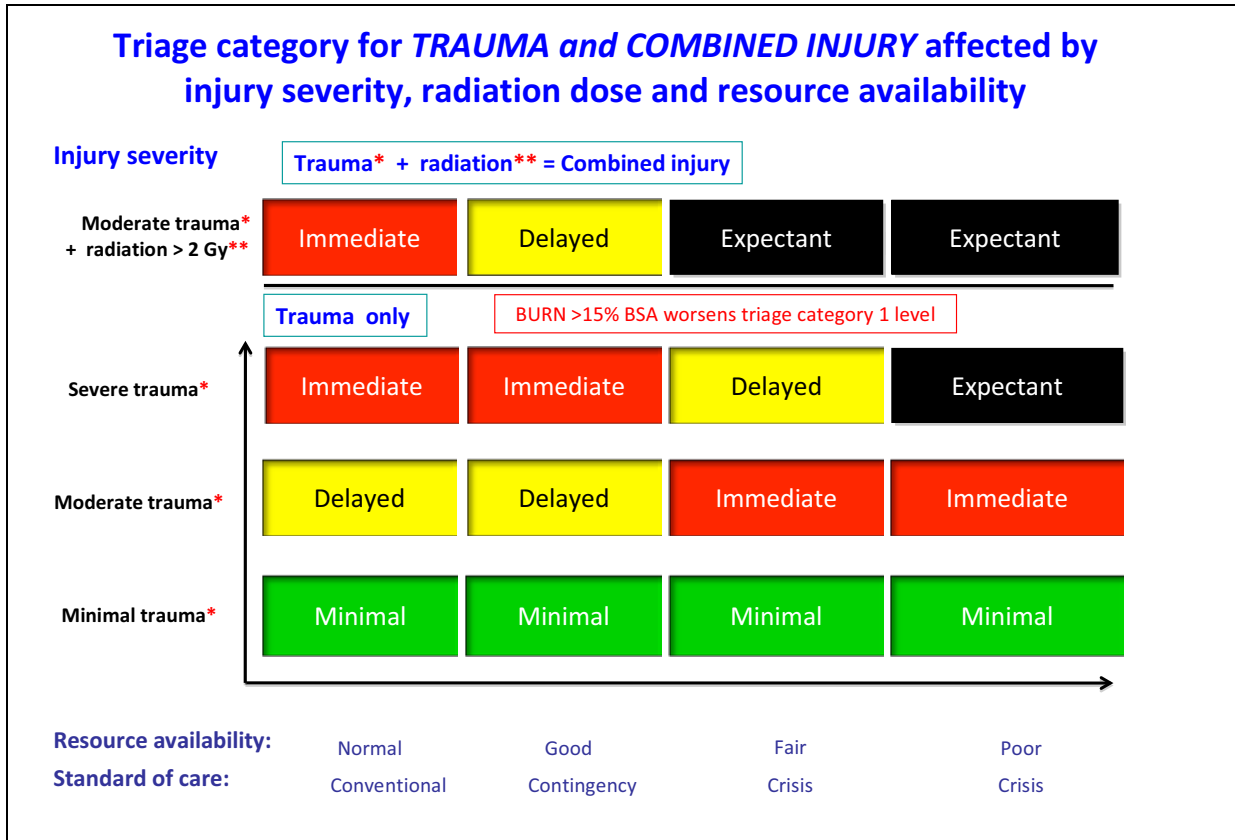 Triage category for TRAUMA and COMBINED INJURY affected by
injury severity, radiation dose and resource availability
Injury severity
Trauma* + radiation** = Combined injury
Moderate trauma*
+ radiation > 2 Gy**
Immediate Delayed Expectant Expectant
Trauma only
BURN >15% BSA worsens triage category 1 level
Severe trauma* Immediate Immediate Delayed Expectant
Moderate trauma* Delayed Delayed Immediate Immediate
Minimal trauma* Minimal Minimal Minimal Minimal
Resource availability: Normal Good Fair Poor
Standard of care: Conventional Contingency Crisis Crisis